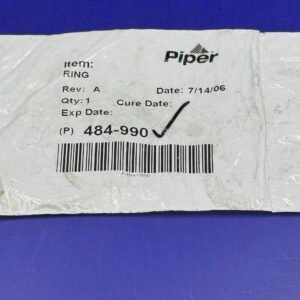 Piper
Item:
RING
Rev: A Date: 7/14/06
Qty: 1 Cure Date:
Exp Date:
(P) 484-990